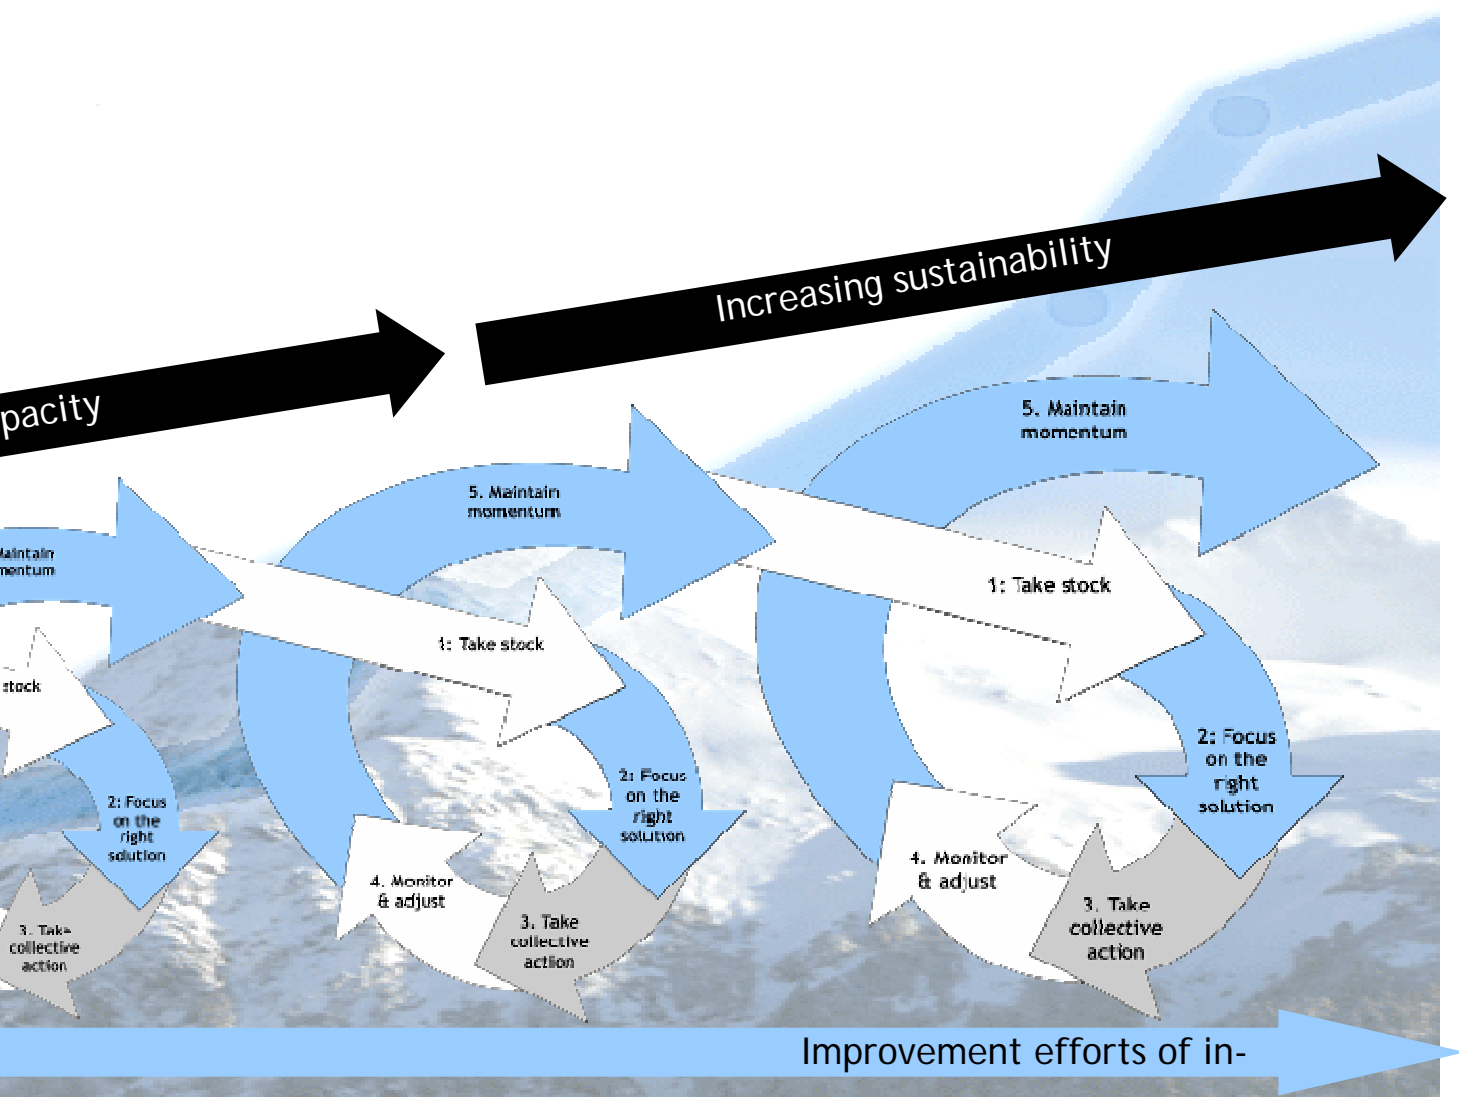 Increasing sustainability
pacity
5. Maintain
momentum
5. Maintain
momentum
Maintain
mentum
1: Take stock
1: Take stock
stock
2: Focus
on the
right
solution
2: Focus
on the
right
solution
2: Focus
on the
right
solution
4. Monitor
& adjust
4. Monitor
& adjust
3. Take
collective
action
3. Take
collective
action
3. Take
collective
action
Improvement efforts of in-